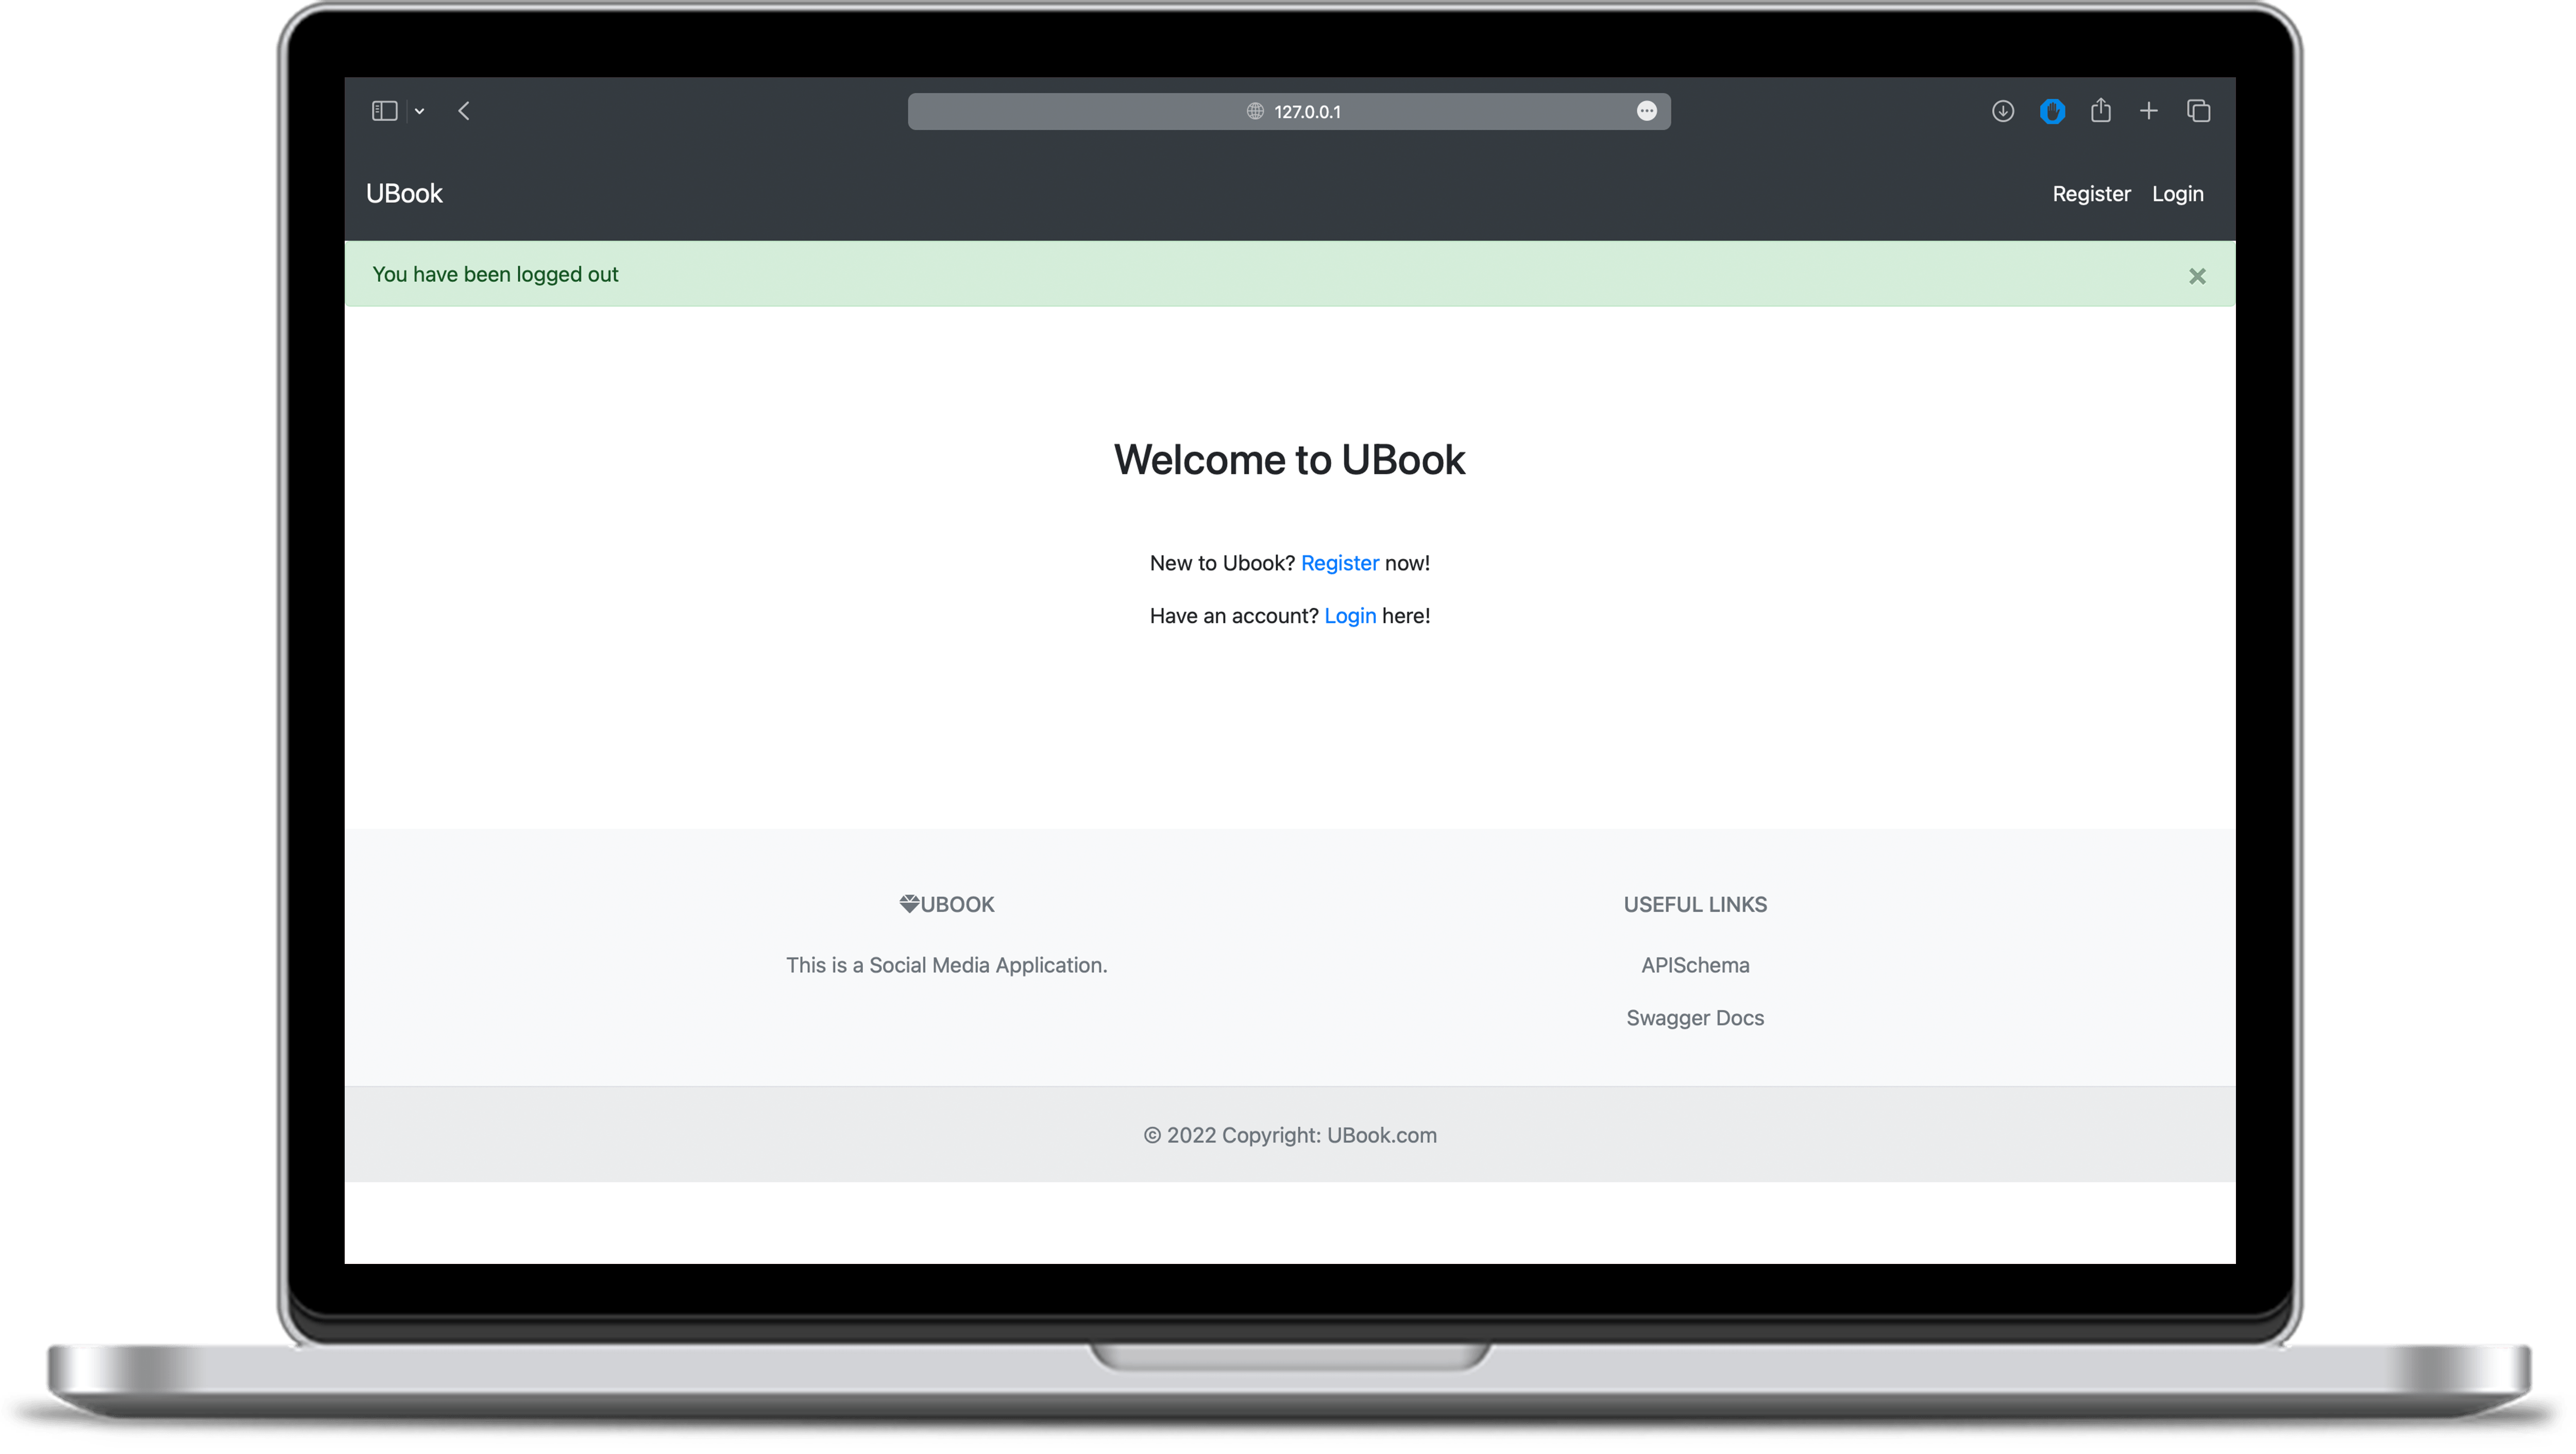 127.0.0.1
UBook
Register Login
You have been logged out
Welcome to UBook
New to Ubook? Register now!
Have an account? Login here!
UBOOK
This is a Social Media Application.
USEFUL LINKS
APISchema
Swagger Docs
© 2022 Copyright: UBook.com